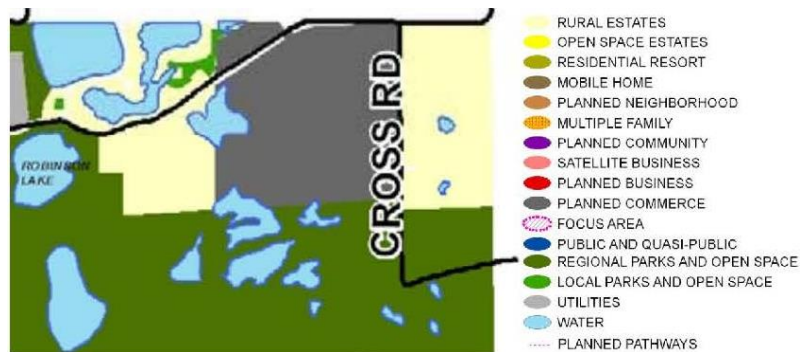 ROBINSON
LAKE
CROSS RD
RURAL ESTATES
OPEN SPACE ESTATES
RESIDENTIAL RESORT
MOBILE HOME
PLANNED NEIGHBORHOOD
MULTIPLE FAMILY
PLANNED COMMUNITY
SATELLITE BUSINESS
PLANNED BUSINESS
PLANNED COMMERCE
FOCUS AREA
PUBLIC AND QUASI-PUBLIC
REGIONAL PARKS AND OPEN SPACE
LOCAL PARKS AND OPEN SPACE
UTILITIES
WATER
PLANNED PATHWAYS